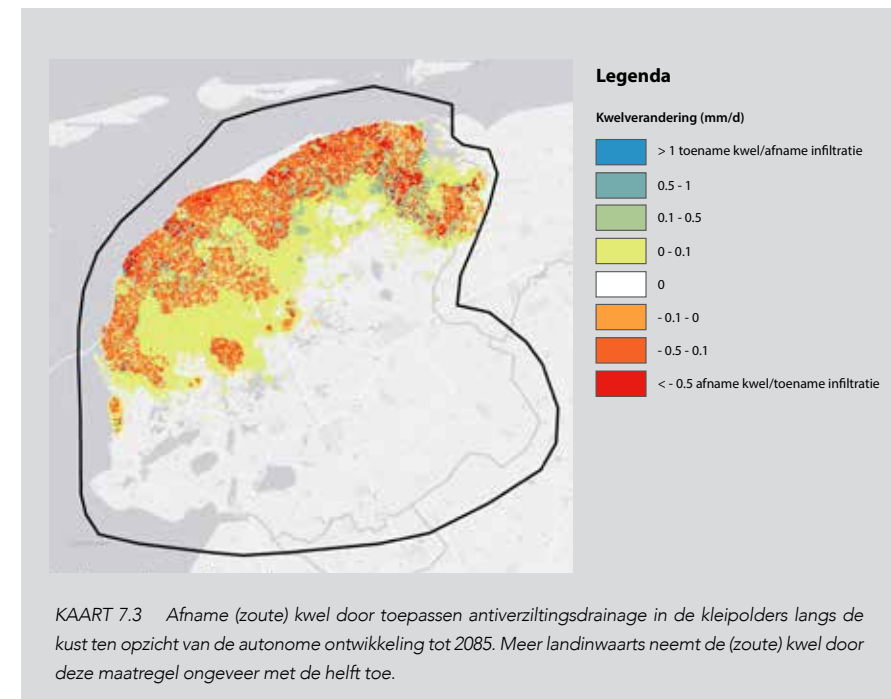 Legenda
Kwelverandering (mm/d)
> 1 toename kwel/afname infiltratie
0.5 - 1
0.1 - 0.5
0 - 0.1
0
- 0.1 - 0
- 0.5 - 0.1
< - 0.5 afname kwel/toename infiltratie
KAART 7.3 Afname (zoute) kwel door toepassen antiverziltingsdrainage in de kleipolders langs de
kust ten opzicht van de autonome ontwikkeling tot 2085. Meer landinwaarts neemt de (zoute) kwel door
deze maatregel ongeveer met de helft toe.